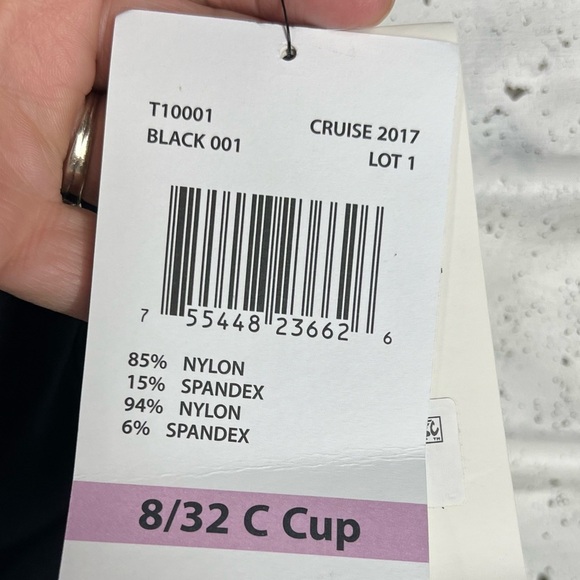 T10001
BLACK 001
CRUISE 2017
LOT 1
7 55448 23662 6
85% NYLON
15% SPANDEX
94% NYLON
6% SPANDEX
8/32 C Cup